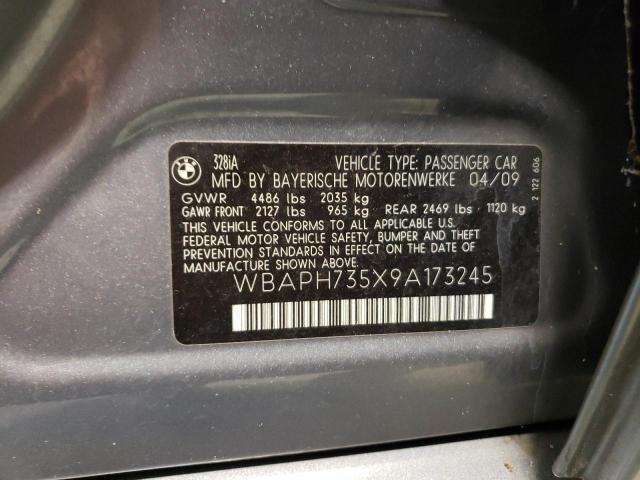 328iA VEHICLE TYPE: PASSENGER CAR
MFD BY BAYERISCHE MOTORENWERKE 04/09
GVWR 4486 lbs 2035 kg
GAWR FRONT 2127 lbs 965 kg REAR 2469 lbs - 1120 kg
THIS VEHICLE CONFORMS TO ALL APPLICABLE U.S.
FEDERAL MOTOR VEHICLE SAFETY, BUMPER AND THEFT
PREVENTION STANDARDS IN EFFECT ON THE DATE OF
MANUFACTURE SHOWN ABOVE.
WBAPH735X9A173245
2 122 606
BMW